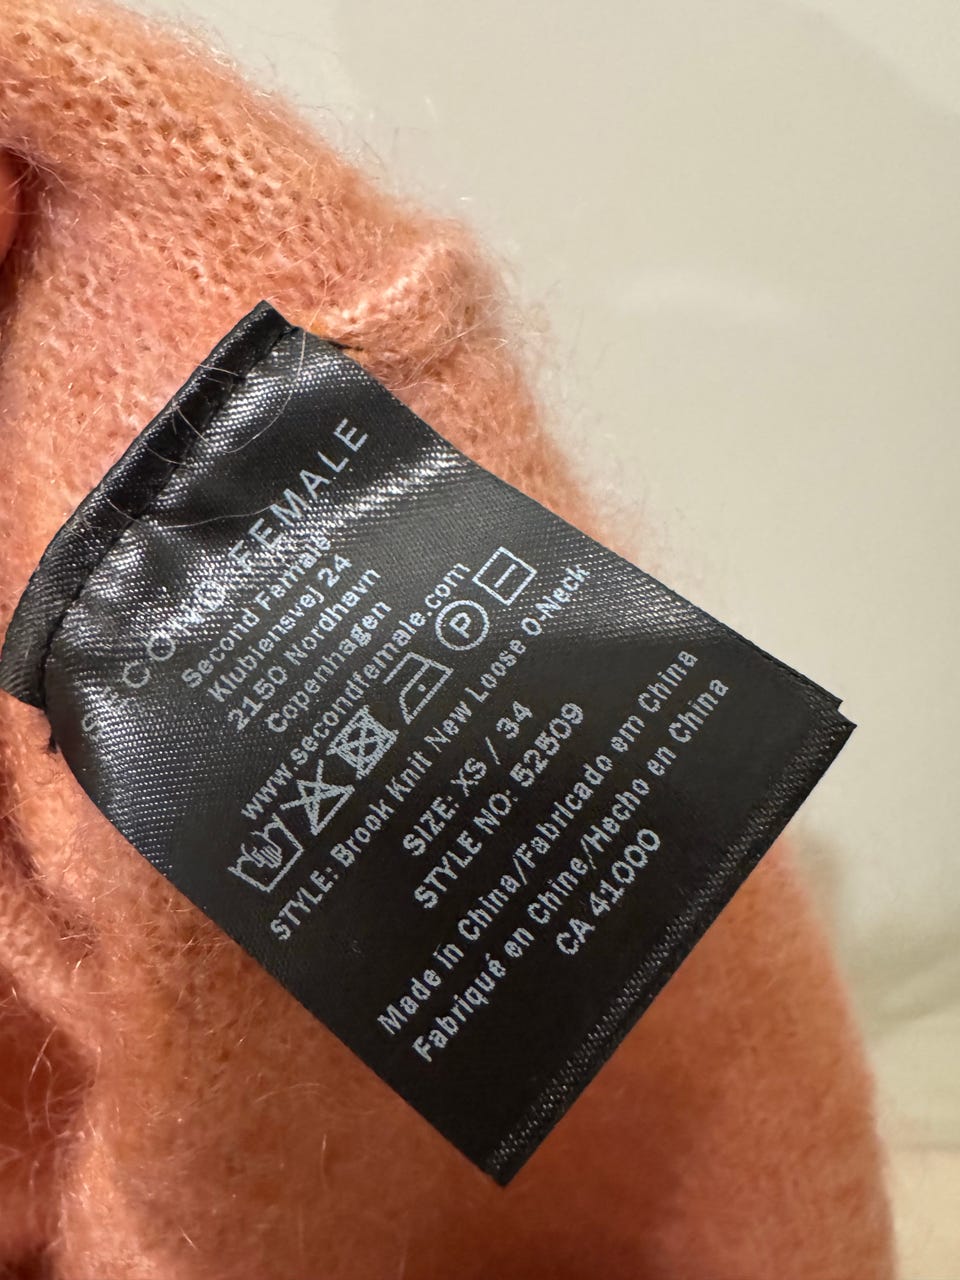 SECOND FEMALE
Second Female
Klubiensvej 24
2150 Nordhavn
Copenhagen
www.secondfemale.com
P
STYLE: Brook Knit New Loose O-Neck
SIZE: XS / 34
STYLE NO: 52509
Made in China/Fabricado em China
Fabriqué en Chine/Hecho en China
CA 41000